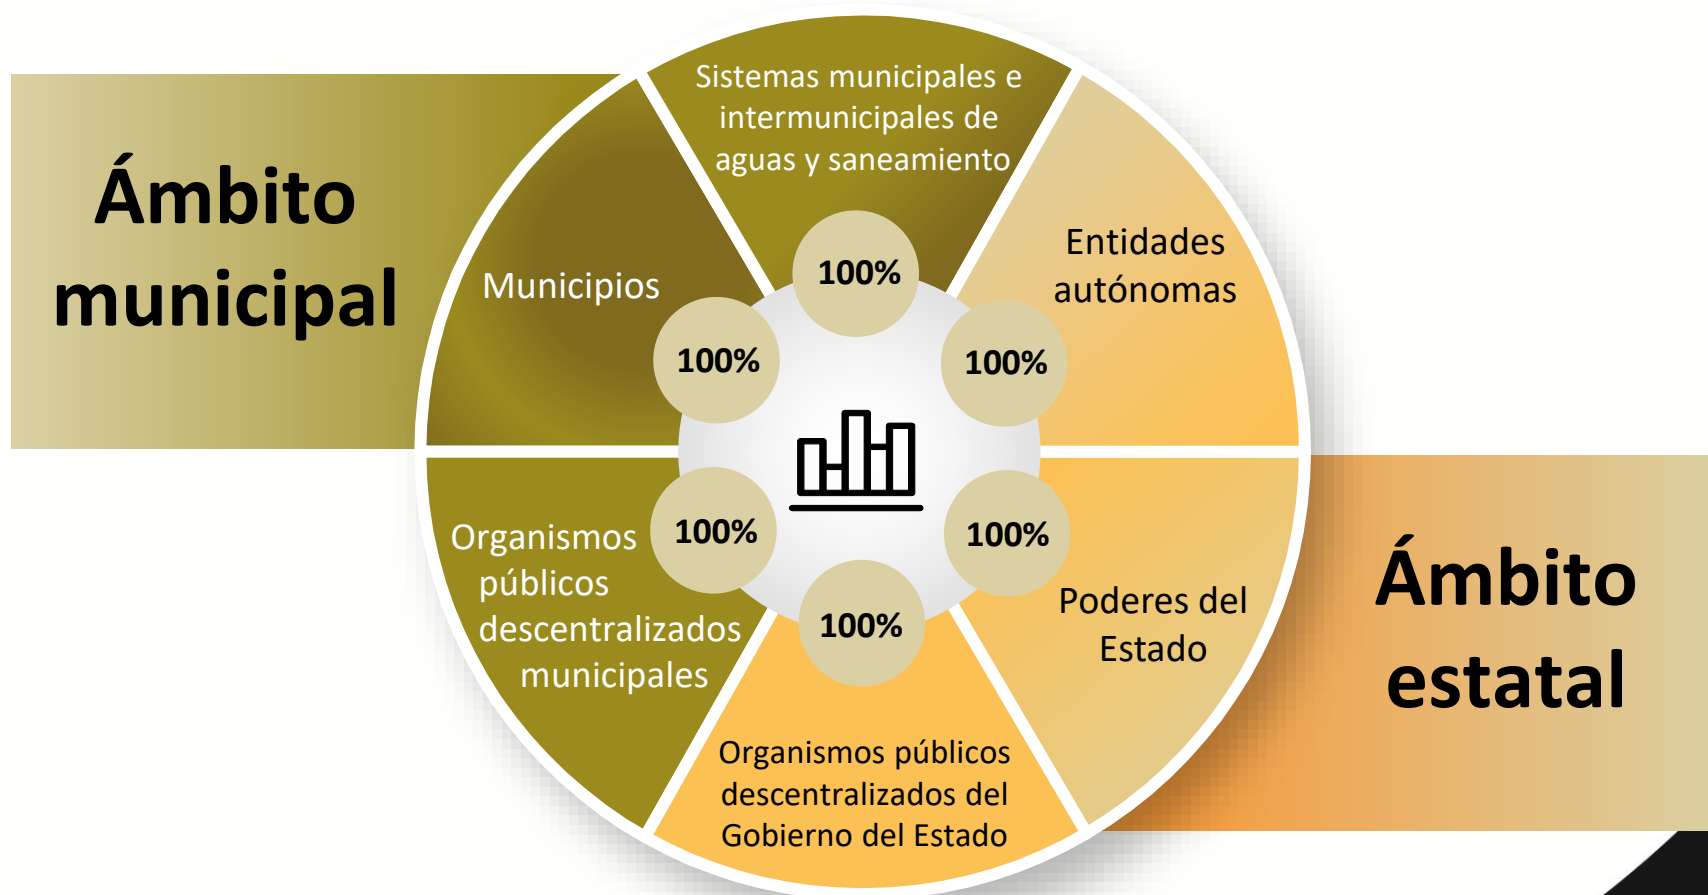 Ámbito
municipal
Sistemas municipales e
intermunicipales de
aguas y saneamiento
100%
Municipios
100%
Entidades
autónomas
100%
Organismos
públicos
descentralizados
municipales
100%
Poderes del
Estado
100%
Organismos públicos
descentralizados del
Gobierno del Estado
100%
Ámbito
estatal